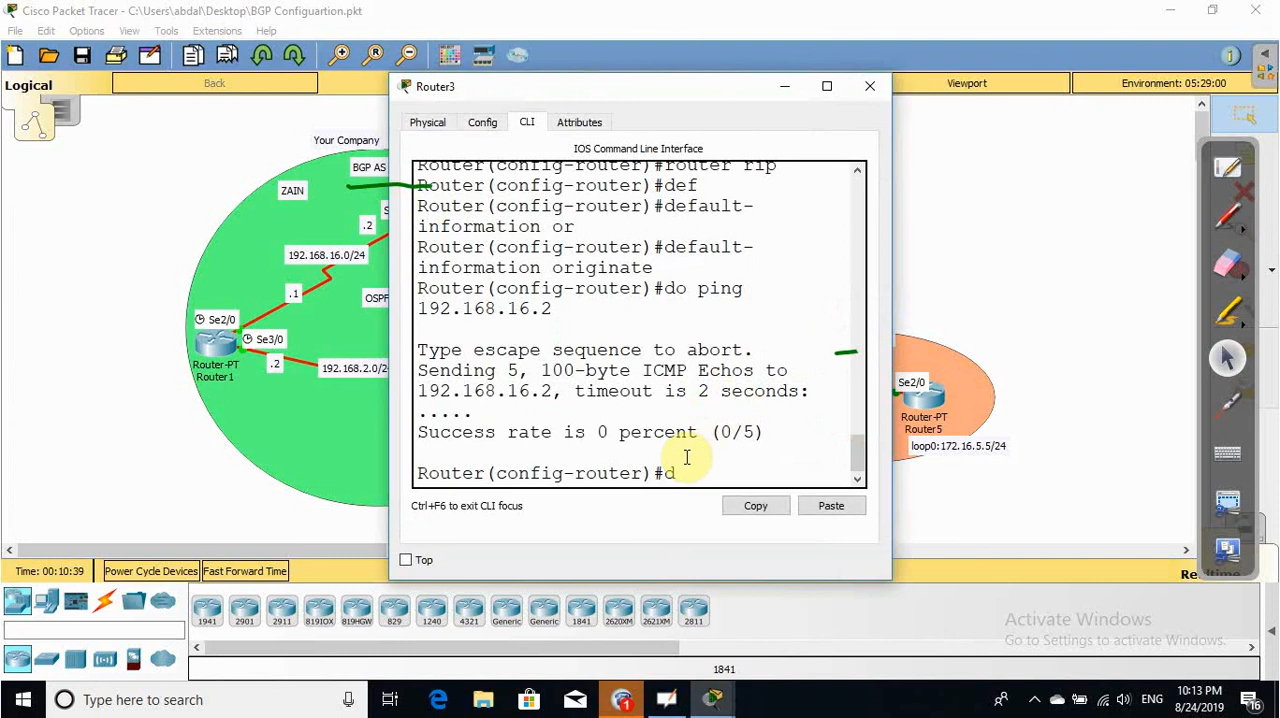 Cisco Packet Tracer - C:\Users\abdal\Desktop\BGP Configuartion.pkt
File Edit Options View Tools Extensions Help
Logical
Back
Viewport
Environment: 05:29:00
Router3
Physical Config CLI Attributes
IOS Command Line Interface
Router(config-router)#router rip
Router(config-router)#def
Router(config-router)#default-
information or
Router(config-router)#default-
information originate
Router(config-router)#do ping
192.168.16.2
Type escape sequence to abort.
Sending 5, 100-byte ICMP Echos to
192.168.16.2, timeout is 2 seconds:
.....
Success rate is 0 percent (0/5)
Router(config-router)#d
Ctrl+F6 to exit CLI focus
Copy
Paste
Top
Your Company
BGP AS
ZAIN
.2
192.168.16.0/24
.1
OSPF
Se2/0
Se3/0
.2
192.168.2.0/2
Router-PT
Router1
Se2/0
Router-PT
Router5
loop0:172.16.5.5/24
Time: 00:10:39
Power Cycle Devices
Fast Forward Time
Realtime
1941 2901 2911 819IOX 819HGW 829 1240 4321 Generic Generic 1841 2620XM 2621XM 2811
1841
Activate Windows
Go to Settings to activate Windows.
Type here to search
1
ENG
10:13 PM
8/24/2019
16